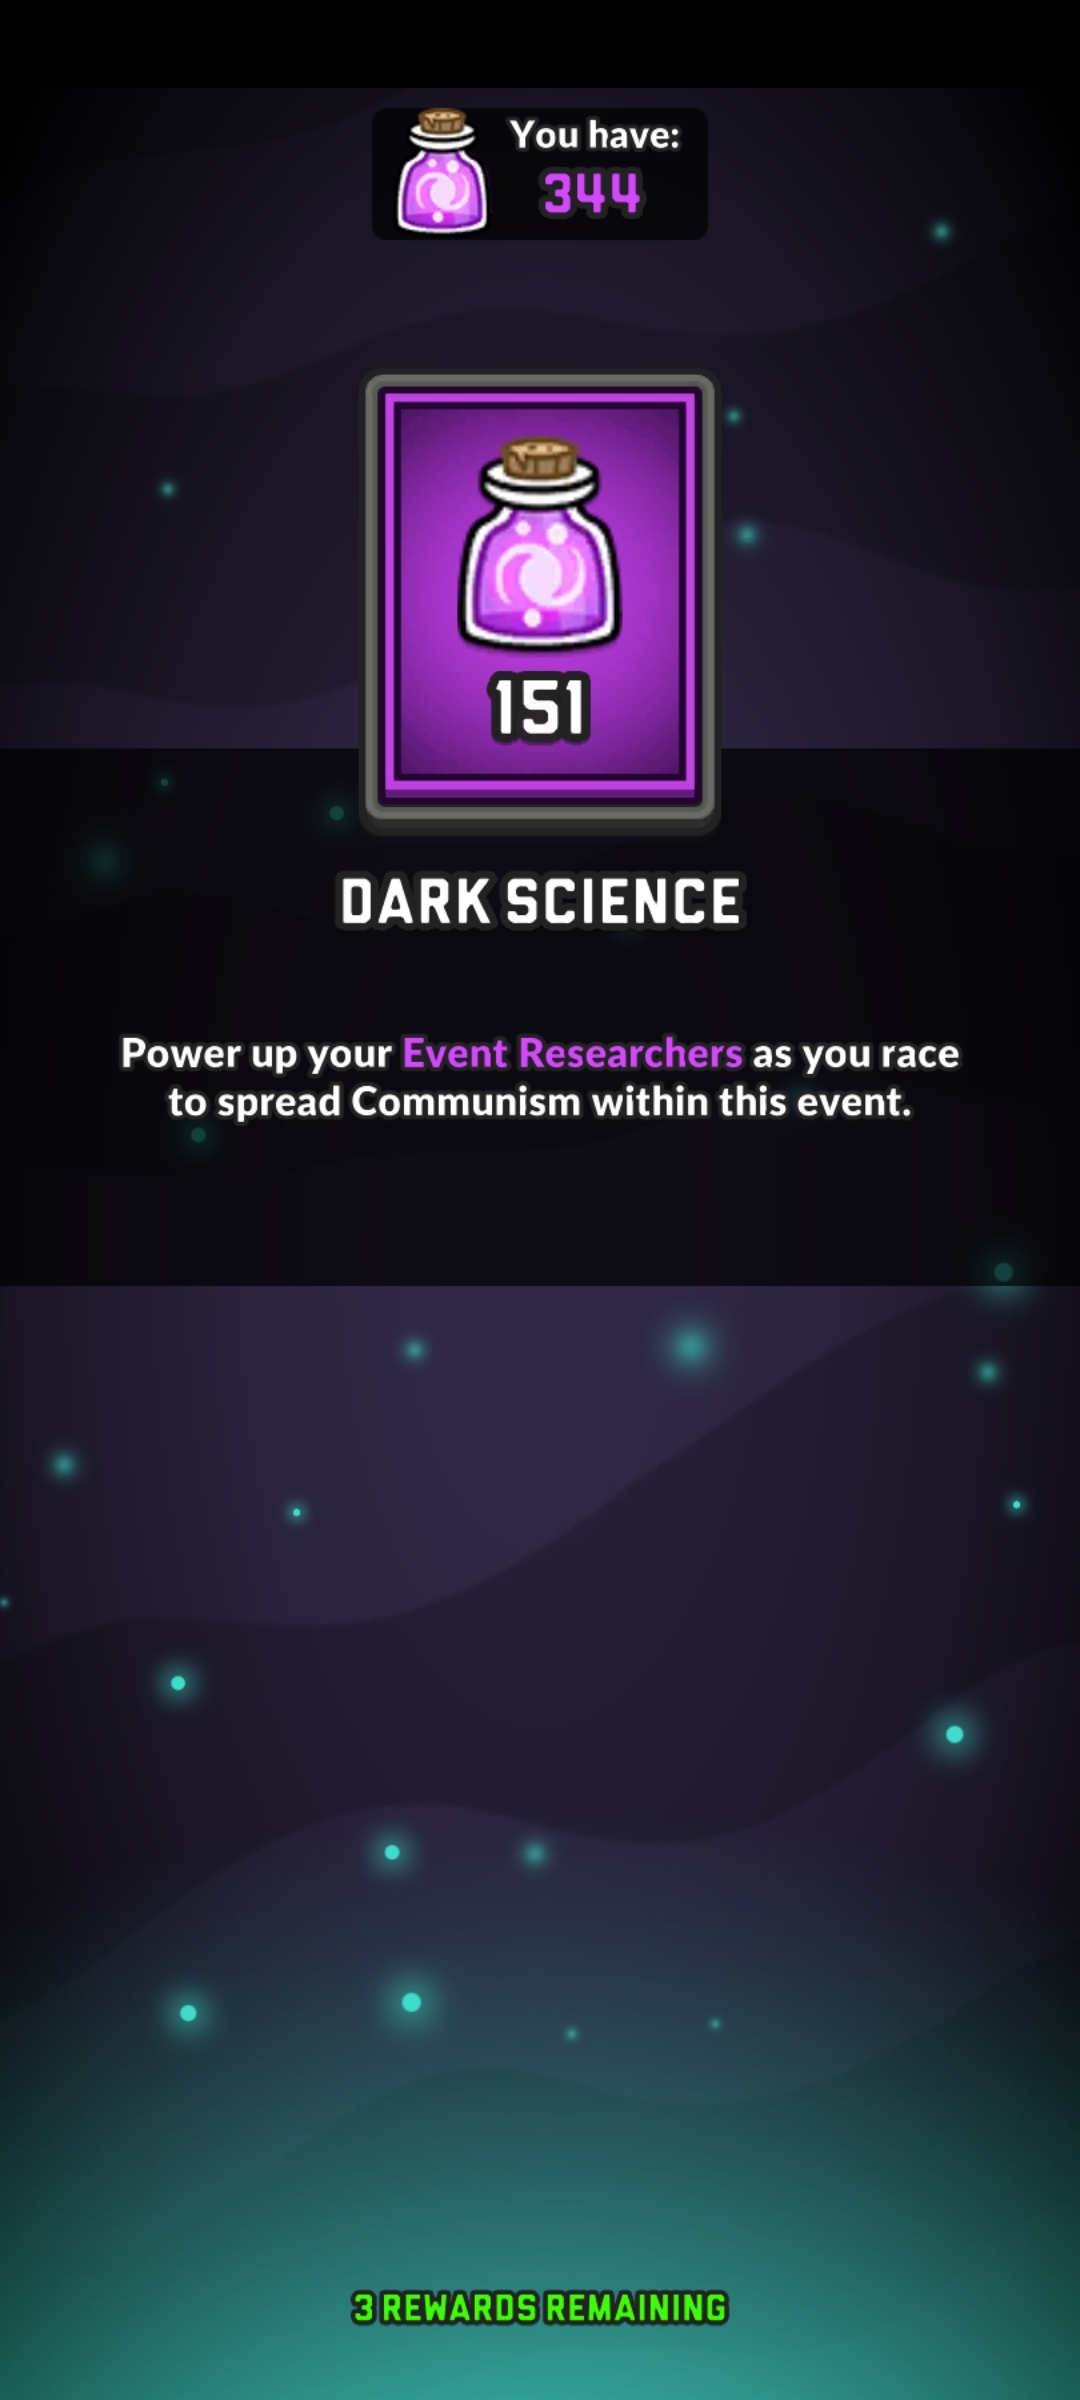 You have:
344
151
DARK SCIENCE
Power up your Event Researchers as you race
to spread Communism within this event.
3 REWARDS REMAINING